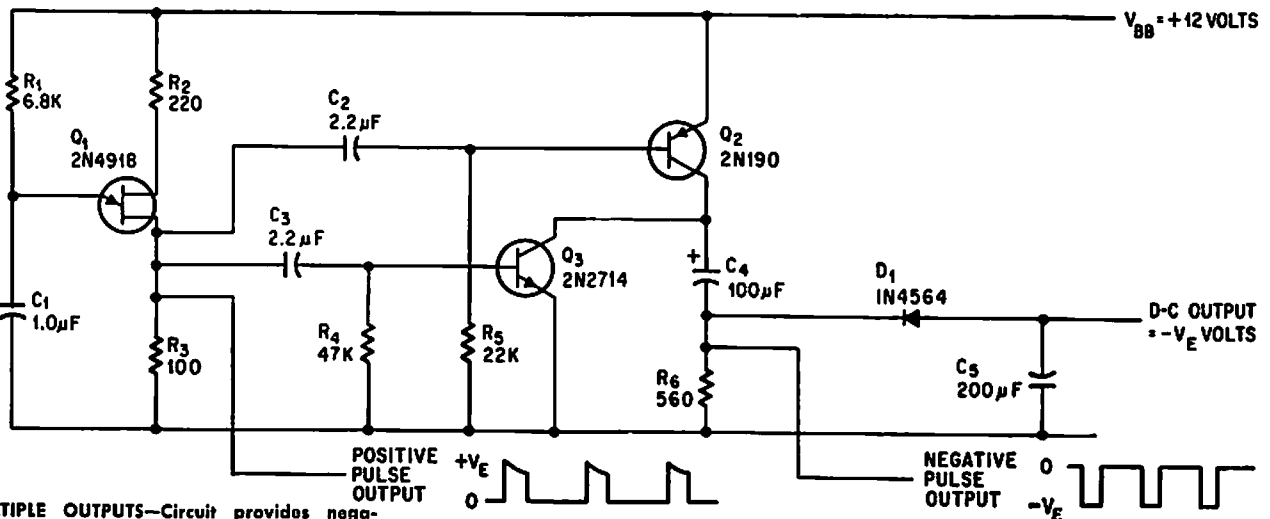 V_BB = +12 VOLTS
R1
6.8K
R2
220
C2
2.2µF
Q1
2N4918
Q2
2N190
C3
2.2µF
Q3
2N2714
+
C4
100µF
D1
IN4564
D-C OUTPUT
= -V_E VOLTS
C1
1.0µF
R3
100
R4
47K
R5
22K
R6
560
C5
200µF
POSITIVE
PULSE
OUTPUT
+V_E
0
NEGATIVE
PULSE
OUTPUT
0
-V_E
TIPLE OUTPUTS—Circuit provides nega-